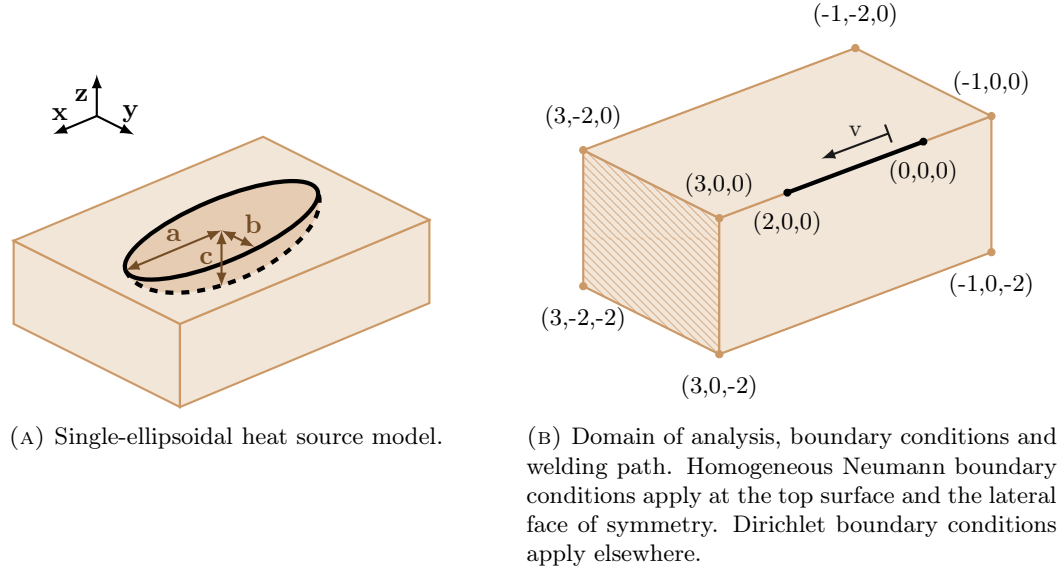 z
x
y
a
b
c
(A) Single-ellipsoidal heat source model.
(-1,-2,0)
(-1,0,0)
(3,-2,0)
v
(0,0,0)
(3,0,0)
(2,0,0)
(-1,0,-2)
(3,-2,-2)
(3,0,-2)
(B) Domain of analysis, boundary conditions and
welding path. Homogeneous Neumann boundary
conditions apply at the top surface and the lateral
face of symmetry. Dirichlet boundary conditions
apply elsewhere.